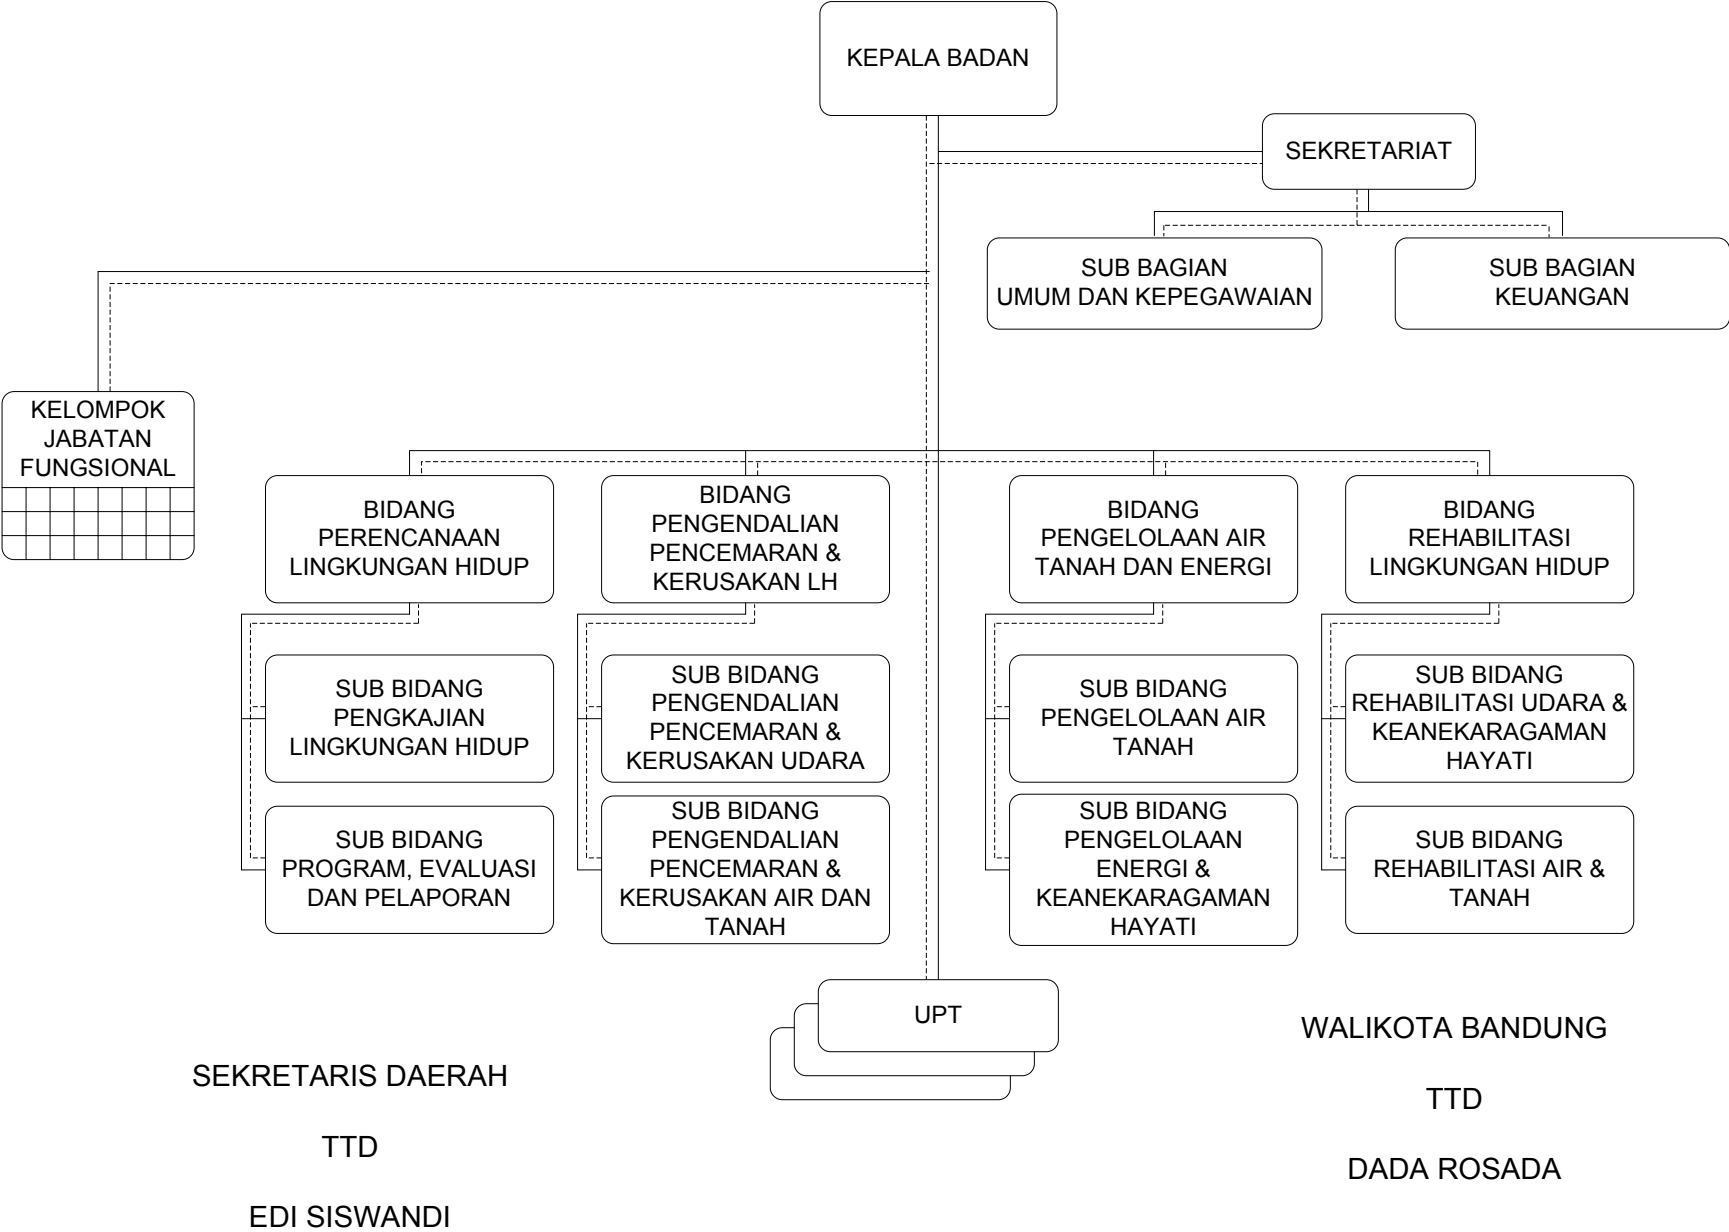 KEPALA BADAN
SEKRETARIAT
SUB BAGIAN
UMUM DAN KEPEGAWAIAN
SUB BAGIAN
KEUANGAN
KELOMPOK
JABATAN
FUNGSIONAL
BIDANG
PERENCANAAN
LINGKUNGAN HIDUP
BIDANG
PENGENDALIAN
PENCEMARAN &
KERUSAKAN LH
BIDANG
PENGELOLAAN AIR
TANAH DAN ENERGI
BIDANG
REHABILITASI
LINGKUNGAN HIDUP
SUB BIDANG
PENGKAJIAN
LINGKUNGAN HIDUP
SUB BIDANG
PENGENDALIAN
PENCEMARAN &
KERUSAKAN UDARA
SUB BIDANG
PENGELOLAAN AIR
TANAH
SUB BIDANG
REHABILITASI UDARA &
KEANEKARAGAMAN
HAYATI
SUB BIDANG
PROGRAM, EVALUASI
DAN PELAPORAN
SUB BIDANG
PENGENDALIAN
PENCEMARAN &
KERUSAKAN AIR DAN
TANAH
SUB BIDANG
PENGELOLAAN
ENERGI &
KEANEKARAGAMAN
HAYATI
SUB BIDANG
REHABILITASI AIR &
TANAH
UPT
WALIKOTA BANDUNG
TTD
DADA ROSADA
SEKRETARIS DAERAH
TTD
EDI SISWANDI